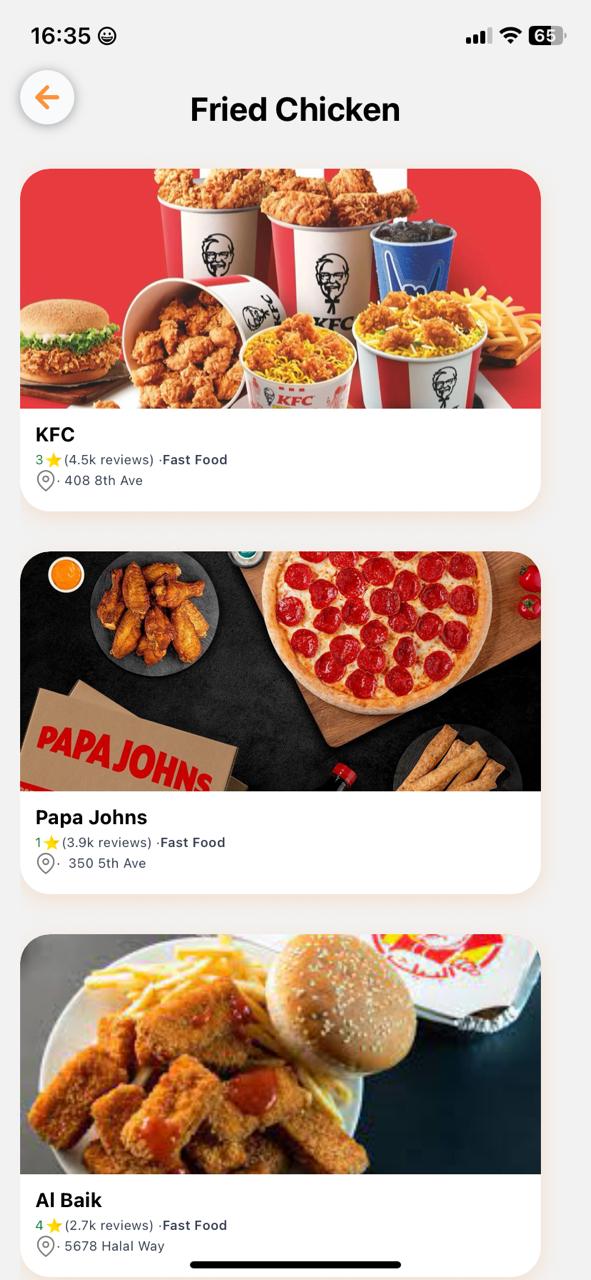 16:35
65
Fried Chicken
KFC
KFC
KFC
KFC
3⭐(4.5k reviews) ·Fast Food
· 408 8th Ave
PAPA JOHNS
Papa Johns
1⭐(3.9k reviews) ·Fast Food
· 350 5th Ave
البيك
Al Baik
4⭐(2.7k reviews) ·Fast Food
· 5678 Halal Way